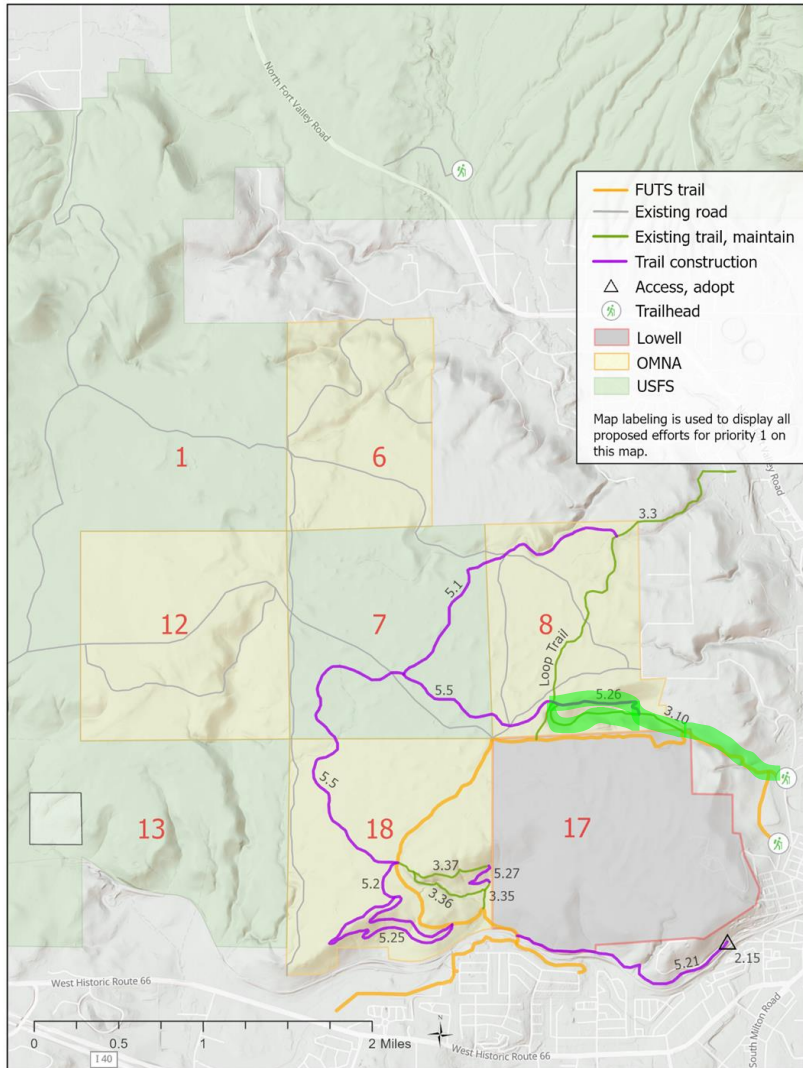 North Fort Valley Road
FUTS trail
Existing road
Existing trail, maintain
Trail construction
Access, adopt
Trailhead
Lowell
OMNA
USFS
Map labeling is used to display all
proposed efforts for priority 1 on
this map.
1
6
3.3
5.1
12
7
8
Loop Trail
5.5
5.26
3.10
5.5
13
18
17
3.37
5.27
5.2
3.36
3.35
5.25
5.21
2.15
West Historic Route 66
South Milton Road
0
0.5
1
2 Miles
N
West Historic Route 66
I 40